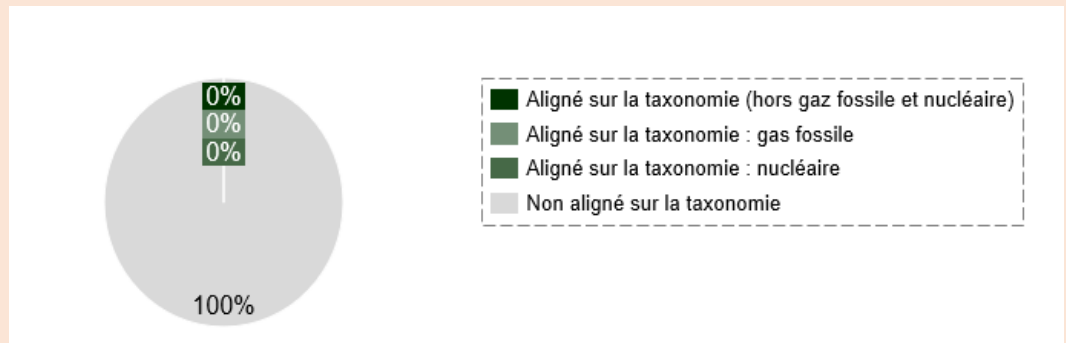 0%
0%
0%
100%
Aligné sur la taxonomie (hors gaz fossile et nucléaire)
Aligné sur la taxonomie : gas fossile
Aligné sur la taxonomie : nucléaire
Non aligné sur la taxonomie